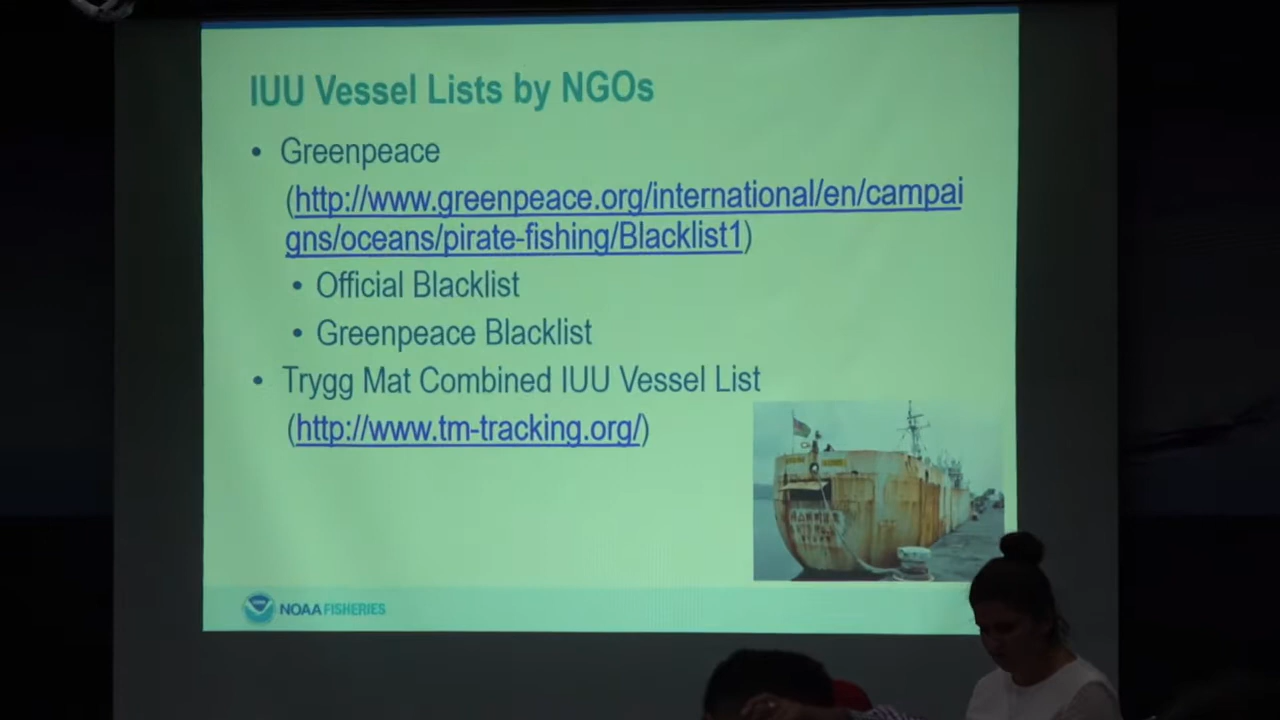 IUU Vessel Lists by NGOs
• Greenpeace
(http://www.greenpeace.org/international/en/campai
gns/oceans/pirate-fishing/Blacklist1)
• Official Blacklist
• Greenpeace Blacklist
• Trygg Mat Combined IUU Vessel List
(http://www.tm-tracking.org/)
NOAA FISHERIES